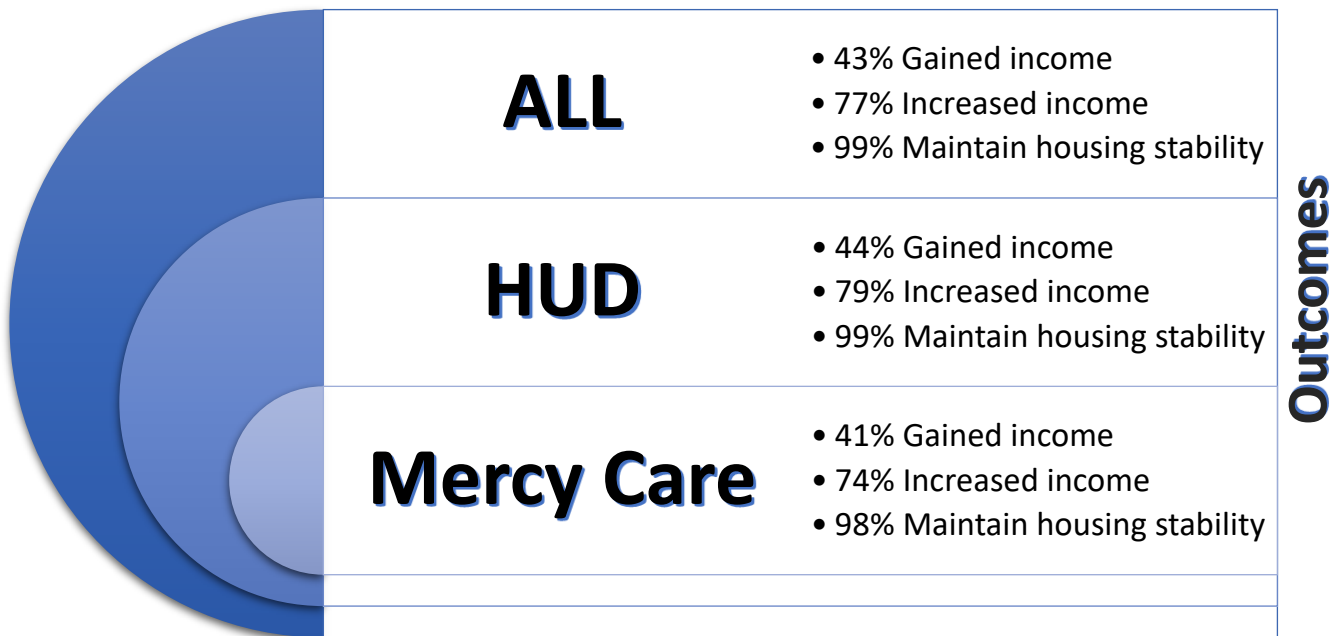 ALL
• 43% Gained income
• 77% Increased income
• 99% Maintain housing stability
HUD
• 44% Gained income
• 79% Increased income
• 99% Maintain housing stability
Mercy Care
• 41% Gained income
• 74% Increased income
• 98% Maintain housing stability
Outcomes